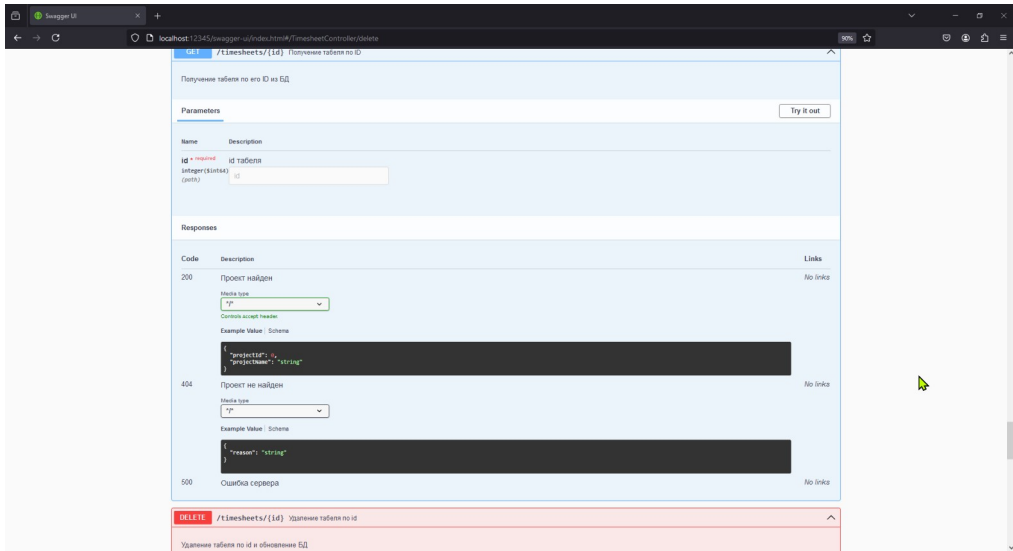 Swagger UI
localhost:12345/swagger-ui/index.html#/TimesheetController/delete
90%
GET /timesheets/{id} Получение табеля по ID
Получение табеля по его ID из БД
Parameters
Try it out
Name Description
id * required id табеля
integer($int64)
(path)
id
Responses
Code Description Links
200 Проект найден No links
Media type
*/*
Controls Accept header.
Example Value Schema
{
"projectId": 0,
"projectName": "string"
}
404 Проект не найден No links
Media type
*/*
Example Value Schema
{
"reason": "string"
}
500 Ошибка сервера No links
DELETE /timesheets/{id} Удаление табеля по id
Удаление табеля по id и обновление БД